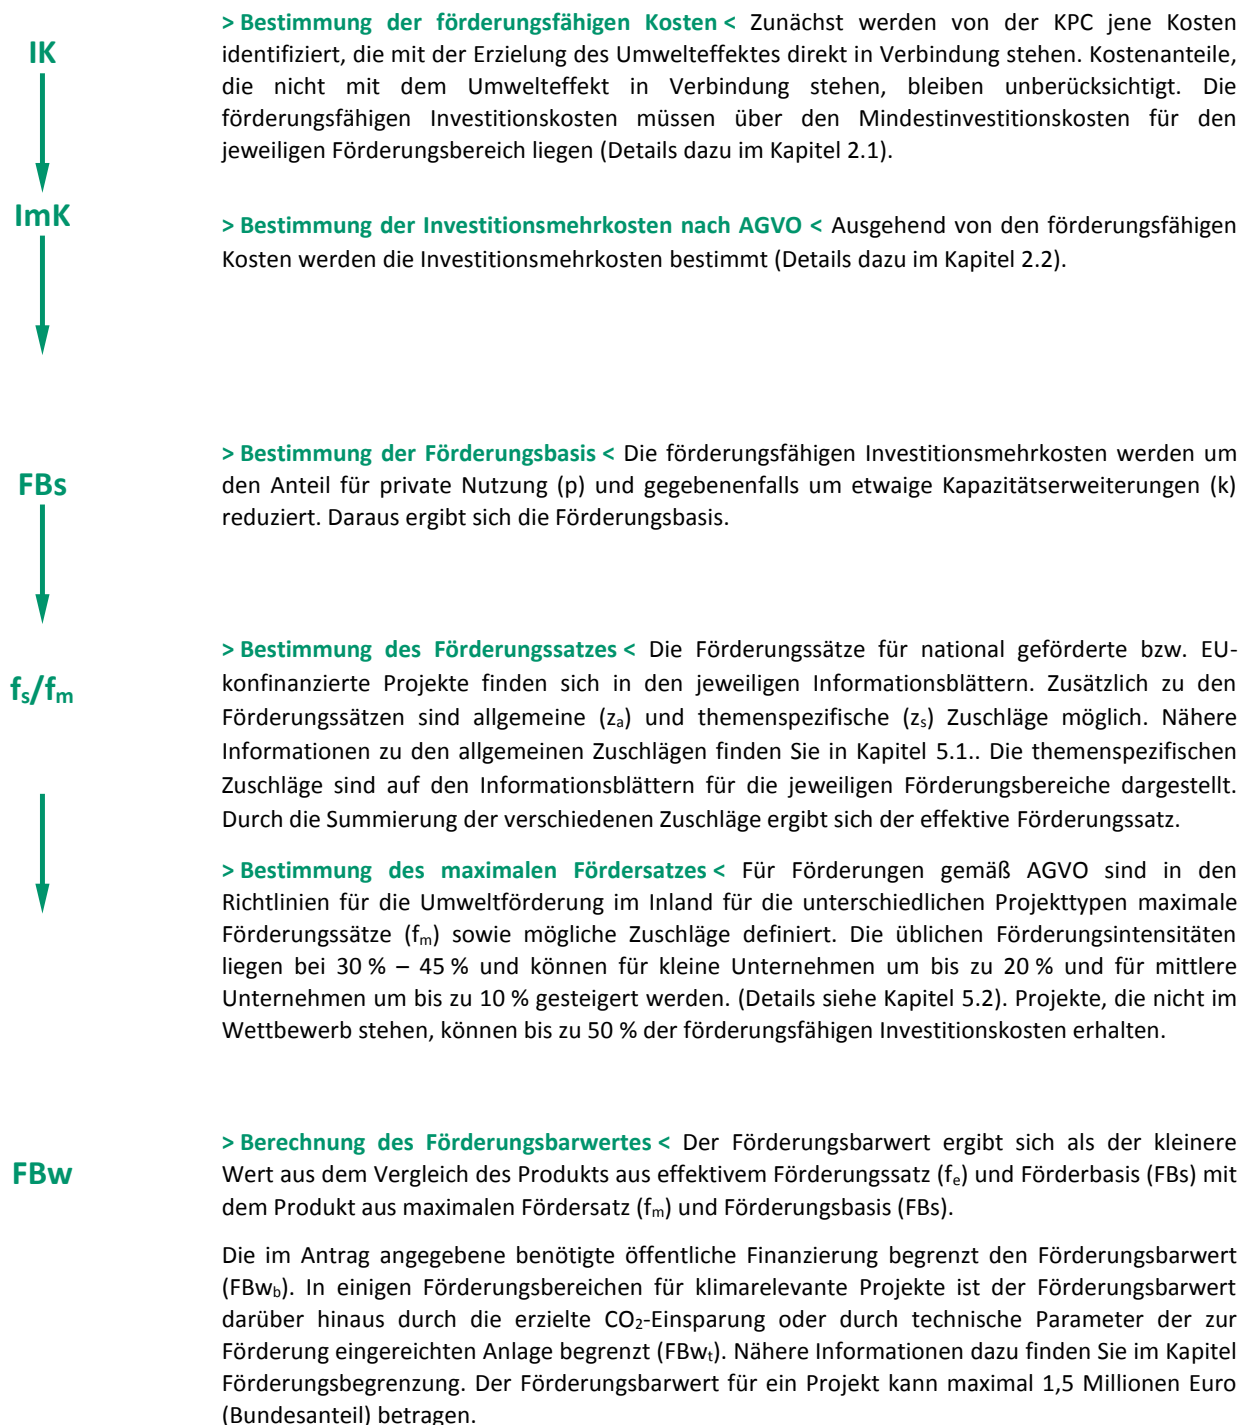 IK
> Bestimmung der förderungsfähigen Kosten < Zunächst werden von der KPC jene Kosten
identifiziert, die mit der Erzielung des Umwelteffektes direkt in Verbindung stehen. Kostenanteile,
die nicht mit dem Umwelteffekt in Verbindung stehen, bleiben unberücksichtigt. Die
förderungsfähigen Investitionskosten müssen über den Mindestinvestitionskosten für den
jeweiligen Förderungsbereich liegen (Details dazu im Kapitel 2.1).
ImK
> Bestimmung der Investitionsmehrkosten nach AGVO < Ausgehend von den förderungsfähigen
Kosten werden die Investitionsmehrkosten bestimmt (Details dazu im Kapitel 2.2).
FBs
> Bestimmung der Förderungsbasis < Die förderungsfähigen Investitionsmehrkosten werden um
den Anteil für private Nutzung (p) und gegebenenfalls um etwaige Kapazitätserweiterungen (k)
reduziert. Daraus ergibt sich die Förderungsbasis.
fs/fm
> Bestimmung des Förderungssatzes < Die Förderungssätze für national geförderte bzw. EU-
konfinanzierte Projekte finden sich in den jeweiligen Informationsblättern. Zusätzlich zu den
Förderungssätzen sind allgemeine (za) und themenspezifische (zs) Zuschläge möglich. Nähere
Informationen zu den allgemeinen Zuschlägen finden Sie in Kapitel 5.1.. Die themenspezifischen
Zuschläge sind auf den Informationsblättern für die jeweiligen Förderungsbereiche dargestellt.
Durch die Summierung der verschiedenen Zuschläge ergibt sich der effektive Förderungssatz.
> Bestimmung des maximalen Fördersatzes < Für Förderungen gemäß AGVO sind in den
Richtlinien für die Umweltförderung im Inland für die unterschiedlichen Projekttypen maximale
Förderungssätze (fm) sowie mögliche Zuschläge definiert. Die üblichen Förderungsintensitäten
liegen bei 30 % – 45 % und können für kleine Unternehmen um bis zu 20 % und für mittlere
Unternehmen um bis zu 10 % gesteigert werden. (Details siehe Kapitel 5.2). Projekte, die nicht im
Wettbewerb stehen, können bis zu 50 % der förderungsfähigen Investitionskosten erhalten.
FBw
> Berechnung des Förderungsbarwertes < Der Förderungsbarwert ergibt sich als der kleinere
Wert aus dem Vergleich des Produkts aus effektivem Förderungssatz (fe) und Förderbasis (FBs) mit
dem Produkt aus maximalen Fördersatz (fm) und Förderungsbasis (FBs).
Die im Antrag angegebene benötigte öffentliche Finanzierung begrenzt den Förderungsbarwert
(FBwb). In einigen Förderungsbereichen für klimarelevante Projekte ist der Förderungsbarwert
darüber hinaus durch die erzielte CO2-Einsparung oder durch technische Parameter der zur
Förderung eingereichten Anlage begrenzt (FBwt). Nähere Informationen dazu finden Sie im Kapitel
Förderungsbegrenzung. Der Förderungsbarwert für ein Projekt kann maximal 1,5 Millionen Euro
(Bundesanteil) betragen.